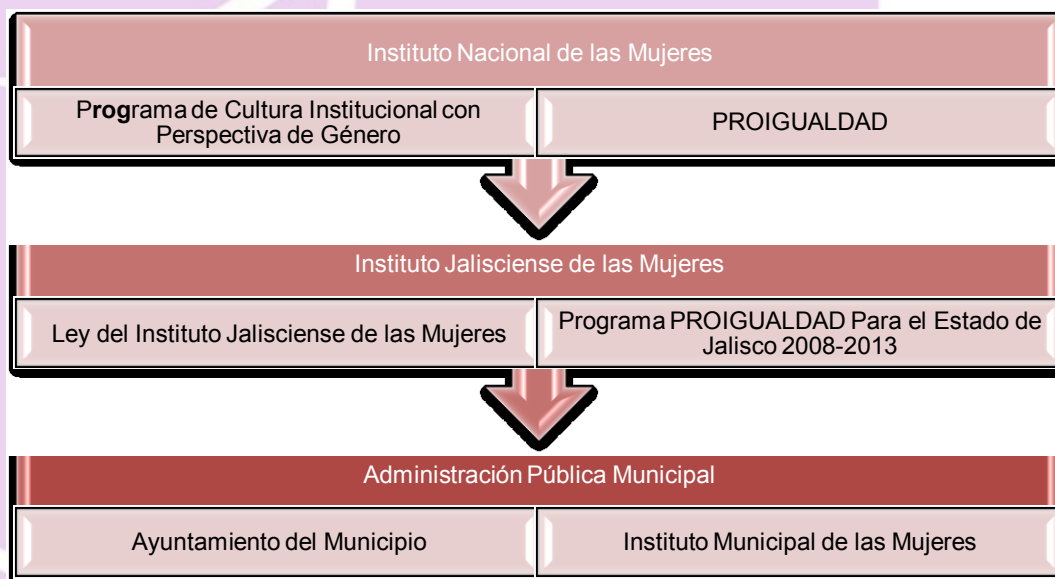 Instituto Nacional de las Mujeres
Programa de Cultura Institucional con
Perspectiva de Género
PROIGUALDAD
Instituto Jalisciense de las Mujeres
Ley del Instituto Jalisciense de las Mujeres
Programa PROIGUALDAD Para el Estado de
Jalisco 2008-2013
Administración Pública Municipal
Ayuntamiento del Municipio
Instituto Municipal de las Mujeres